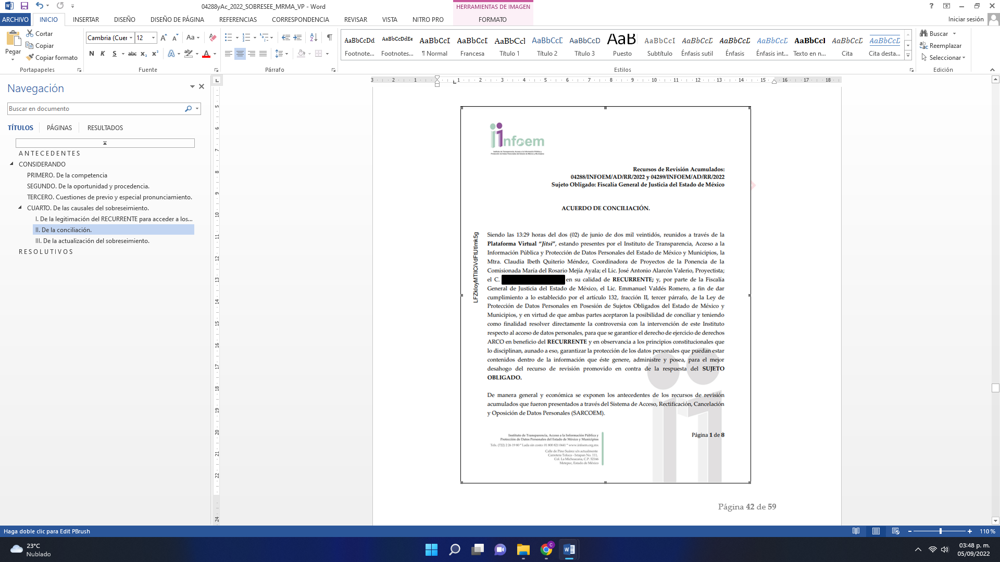 04288yAc_2022_SOBRESEE_MRMA_VP - Word
HERRAMIENTAS DE IMAGEN
ARCHIVO INICIO INSERTAR DISEÑO DISEÑO DE PÁGINA REFERENCIAS CORRESPONDENCIA REVISAR VISTA NITRO PRO FORMATO
Iniciar sesión
Pegar
Cortar
Copiar
Copiar formato
Portapapeles
Cambria (Cuer 12
N K S abc x₂ x²
Fuente
Párrafo
AaBbCcDd AaBbCcDdEe AaBbCcI AaBbCcI AaBbCcl AaBbCcC AaBbCcD AaB AaBbCcI AaBbCcD AaBbCcD AaBbCcD AaBbCcl AaBbCcD AaBbCcD
Footnote... Footnotes... ¶ Normal Francesa Título 1 Título 2 Título 3 Puesto Subtítulo Énfasis sutil Énfasis Énfasis int... Texto en n... Cita Cita desta...
Estilos
Buscar
Reemplazar
Seleccionar
Edición
Navegación
Buscar en documento
TÍTULOS PÁGINAS RESULTADOS
A N T E C E D E N T E S
CONSIDERANDO
PRIMERO. De la competencia
SEGUNDO. De la oportunidad y procedencia.
TERCERO. Cuestiones de previo y especial pronunciamiento.
CUARTO. De las causales del sobreseimiento.
I. De la legitimación del RECURRENTE para acceder a los...
II. De la conciliación.
III. De la actualización del sobreseimiento.
R E S O L U T I V O S
3 2 1 1 2 3 4 5 6 7 8 9 10 11 12 13 14 15 16 17 18
5 6 7 8 9 10 11 12 13 14 15 16 17 18 19 20 21 22 24
infoem
Instituto de Transparencia, Acceso a la Información Pública y
Protección de Datos Personales del Estado de México y Municipios
Recursos de Revisión Acumulados:
04288/INFOEM/AD/RR/2022 y 04289/INFOEM/AD/RR/2022
Sujeto Obligado: Fiscalía General de Justicia del Estado de México
ACUERDO DE CONCILIACIÓN.
Siendo las 13:29 horas del dos (02) de junio de dos mil veintidós, reunidos a través de la
Plataforma Virtual “Jitsi”, estando presentes por el Instituto de Transparencia, Acceso a la
Información Pública y Protección de Datos Personales del Estado de México y Municipios, la
Mtra. Claudia Ibeth Quiterio Méndez, Coordinadora de Proyectos de la Ponencia de la
Comisionada María del Rosario Mejía Ayala; el Lic. José Antonio Alarcón Valerio, Proyectista;
el C. en su calidad de RECURRENTE; y, por parte de la Fiscalía
General de Justicia del Estado de México, el Lic. Emmanuel Valdés Romero, a fin de dar
cumplimiento a lo establecido por el artículo 132, fracción II, tercer párrafo, de la Ley de
Protección de Datos Personales en Posesión de Sujetos Obligados del Estado de México y
Municipios, y en virtud de que ambas partes aceptaron la posibilidad de conciliar y teniendo
como finalidad resolver directamente la controversia con la intervención de este Instituto
respecto al acceso de datos personales, para que se garantice el derecho de ejercicio de derechos
ARCO en beneficio del RECURRENTE y en observancia a los principios constitucionales que
lo disciplinan, aunado a eso, garantizar la protección de los datos personales que puedan estar
contenidos dentro de la información que éste genere, administre y posea, para el mejor
desahogo del recurso de revisión promovido en contra de la respuesta del SUJETO
OBLIGADO.
De manera general y económica se exponen los antecedentes de los recursos de revisión
acumulados que fueron presentados a través del Sistema de Acceso, Rectificación, Cancelación
y Oposición de Datos Personales (SARCOEM).
Instituto de Transparencia, Acceso a la Información Pública y
Protección de Datos Personales del Estado de México y Municipios
Tels. (722) 2 26 19 80 * Lada sin costo: 01 800 821 0441 * www.infoem.org.mx
Calle de Pino Suárez s/n actualmente
Carretera Toluca - Ixtapan No. 111,
Col. La Michoacana, C.P. 52166
Metepec, Estado de México
Página 1 de 8
Página 42 de 59
Haga doble clic para Edit PBrush
110 %
23°C
Nublado
03:48 p. m.
05/09/2022